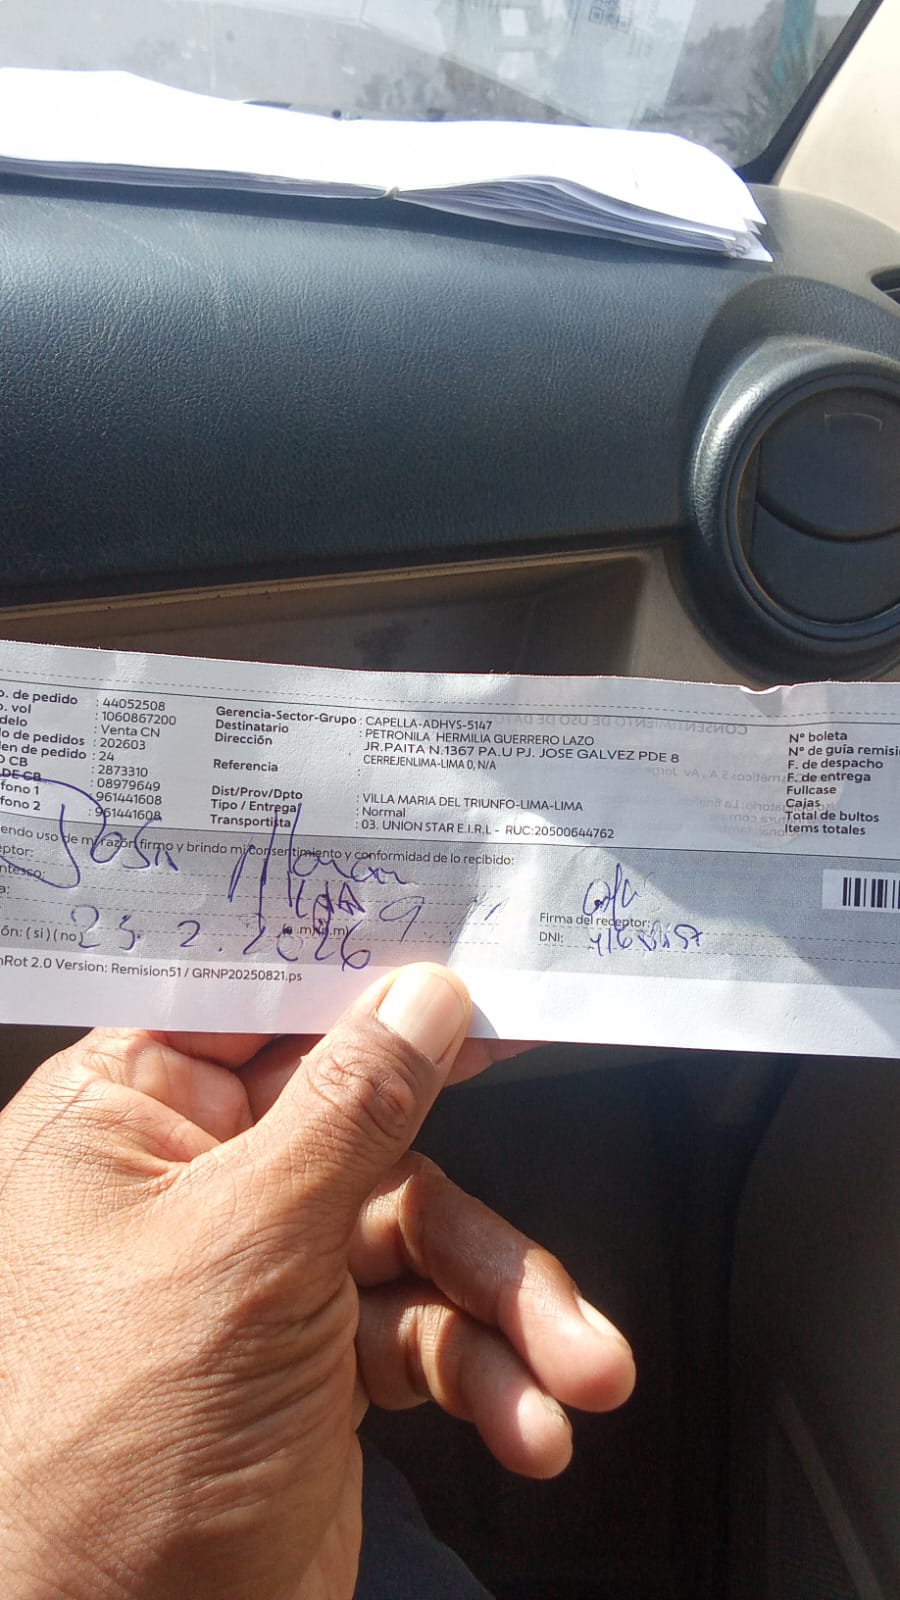 o. de pedido : 44052508
o. vol : 1060867200
delo : Venta CN
o de pedidos : 202603
en de pedido : 24
O CB : 2873310
DE CB : 08979649
fono 1 : 961441608
fono 2 : 961441608
Gerencia-Sector-Grupo : CAPELLA-ADHYS-5147
Destinatario : PETRONILA HERMILIA GUERRERO LAZO
Dirección JR.PAITA N.1367 PA.U PJ. JOSE GALVEZ PDE 8
CERREJENLIMA-LIMA 0, N/A
Referencia :
Dist/Prov/Dpto : VILLA MARIA DEL TRIUNFO-LIMA-LIMA
Tipo / Entrega : Normal
Transportista : 03. UNION STAR E.I.R.L - RUC:20500644762
Nº boleta
Nº de guía remisi
F. de despacho
F. de entrega
Fullcase
Cajas
Total de bultos
Items totales
endo uso de mi razón firmo y brindo mi consentimiento y conformidad de lo recibido:
eptor: Rosa
ntesco:
a:
ón: ( si ) ( no 23. 2. 2026
Firma del receptor:
DNI:
nRot 2.0 Version: Remision51 / GRNP20250821.ps